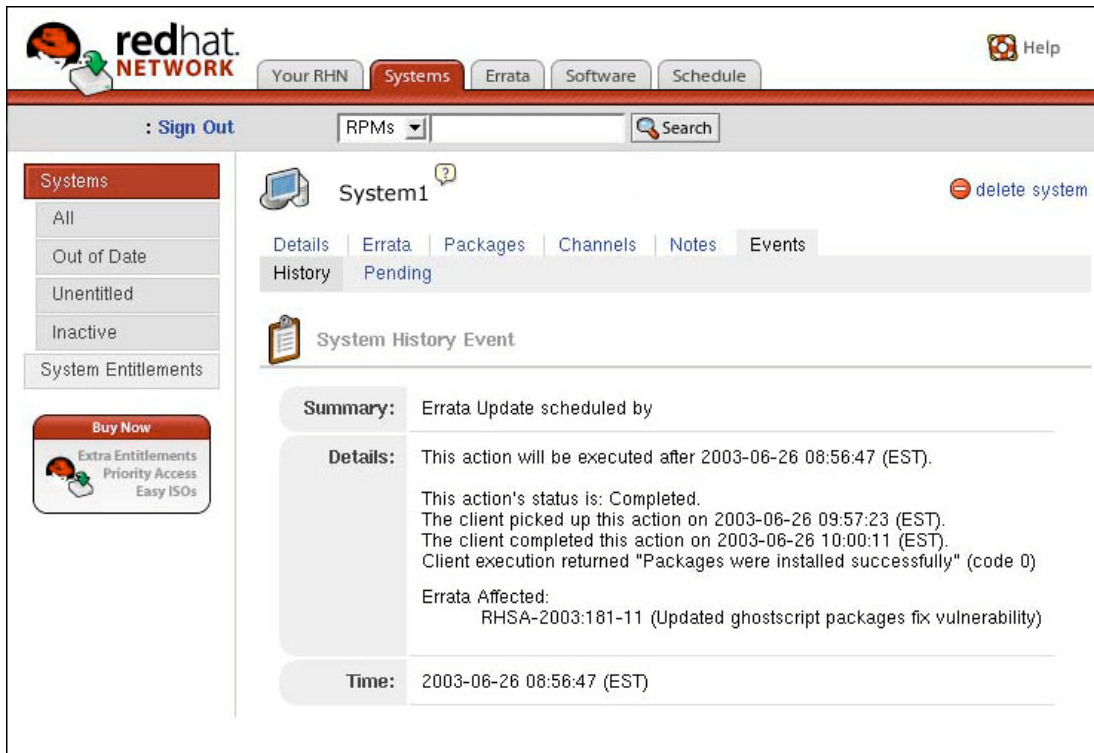 redhat.
NETWORK
Your RHN
Systems
Errata
Software
Schedule
Help
: Sign Out
RPMs
Search
Systems
All
Out of Date
Unentitled
Inactive
System Entitlements
Buy Now
Extra Entitlements
Priority Access
Easy ISOs
System1
?
delete system
Details | Errata | Packages | Channels | Notes Events
History Pending
System History Event
Summary: Errata Update scheduled by
Details: This action will be executed after 2003-06-26 08:56:47 (EST).
This action's status is: Completed.
The client picked up this action on 2003-06-26 09:57:23 (EST).
The client completed this action on 2003-06-26 10:00:11 (EST).
Client execution returned "Packages were installed successfully" (code 0)
Errata Affected:
RHSA-2003:181-11 (Updated ghostscript packages fix vulnerability)
Time: 2003-06-26 08:56:47 (EST)